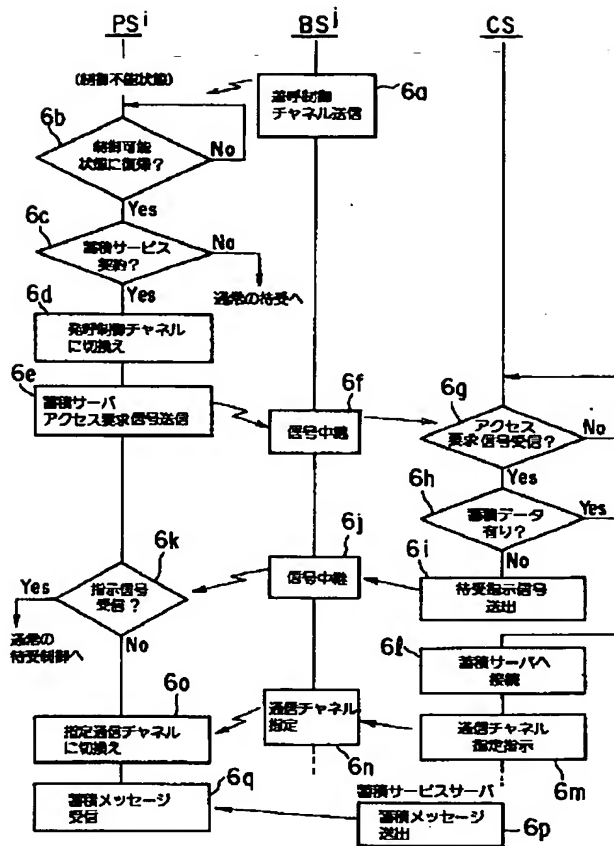 PSi
BSj
CS
(制御不能状態)
着呼制御
チャネル送信
6a
6b
制御可能
状態に復帰?
No
Yes
6c
蓄積サービス
契約?
No
通常の待受へ
Yes
6d
発呼制御チャネル
に切換え
6e
蓄積サーバ
アクセス要求信号送信
6f
信号中継
6g
アクセス
要求信号受信?
No
Yes
6h
蓄積データ
有り?
Yes
No
6i
待受指示信号
送出
6j
信号中継
6k
指示信号
受信?
Yes
通常の
待受制御へ
No
6l
蓄積サーバへ
接続
通信チャネル
指定指示
6m
通信チャネル
指定
6n
6o
指定通信チャネル
に切換え
蓄積メッセージ
受信
6q
蓄積サービスサーバ
蓄積メッセージ
送出
6p